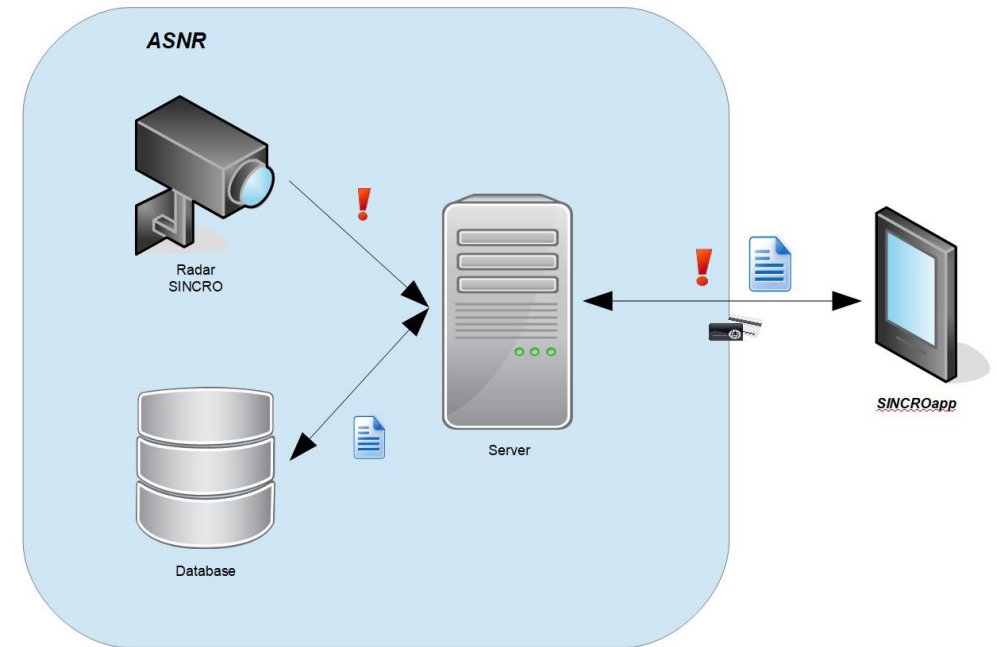 ASNR
Radar
SINCRO
Server
SINCROapp
Database